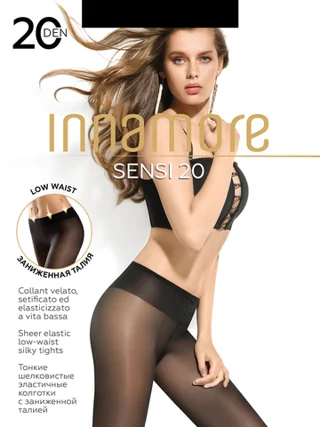 20 DEN
Innamore
SENSI 20
LOW WAIST
ЗАНИЖЕННАЯ ТАЛИЯ
Collant velato,
setificato ed
elasticizzato
a vita bassa
Sheer elastic
low-waist
silky tights
Тонкие
шелковистые
эластичные
колготки
с заниженной
талией